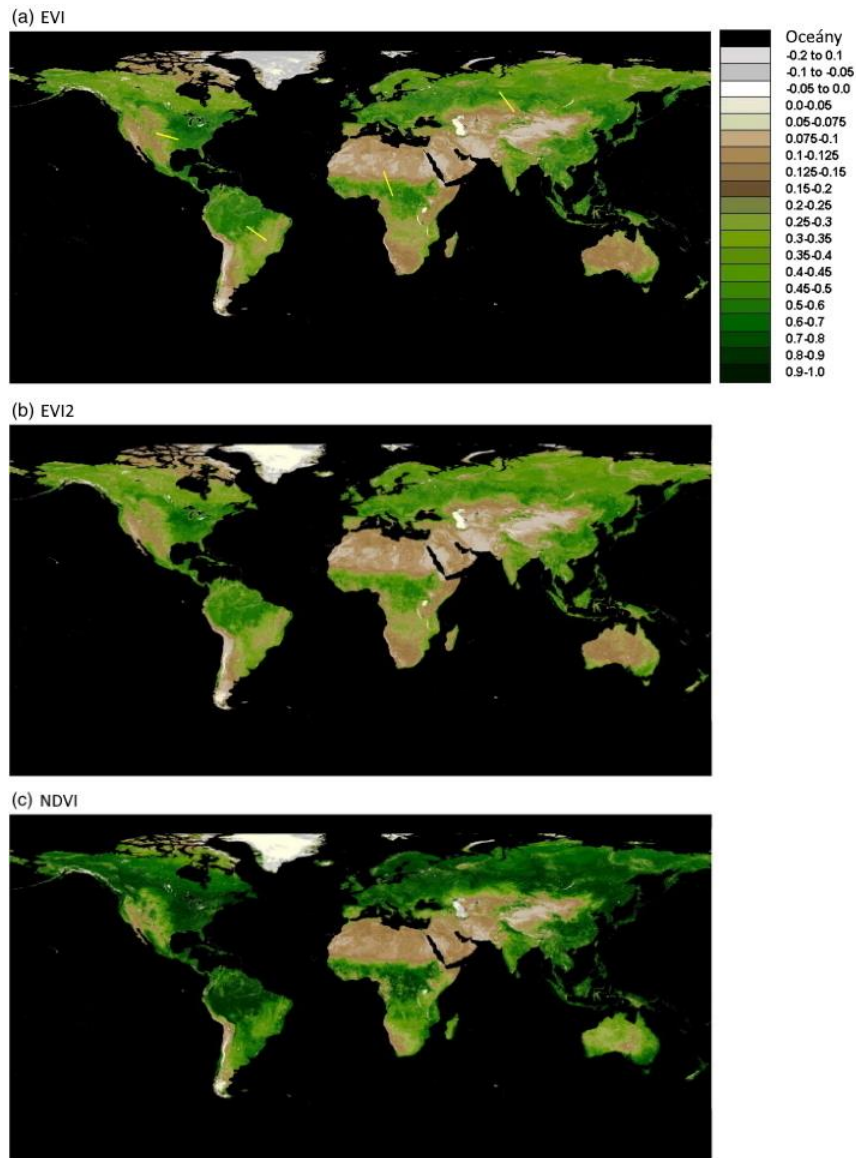 (a) EVI
Oceány
-0.2 to 0.1
-0.1 to -0.05
-0.05 to 0.0
0.0-0.05
0.05-0.075
0.075-0.1
0.1-0.125
0.125-0.15
0.15-0.2
0.2-0.25
0.25-0.3
0.3-0.35
0.35-0.4
0.4-0.45
0.45-0.5
0.5-0.6
0.6-0.7
0.7-0.8
0.8-0.9
0.9-1.0
(b) EVI2
(c) NDVI